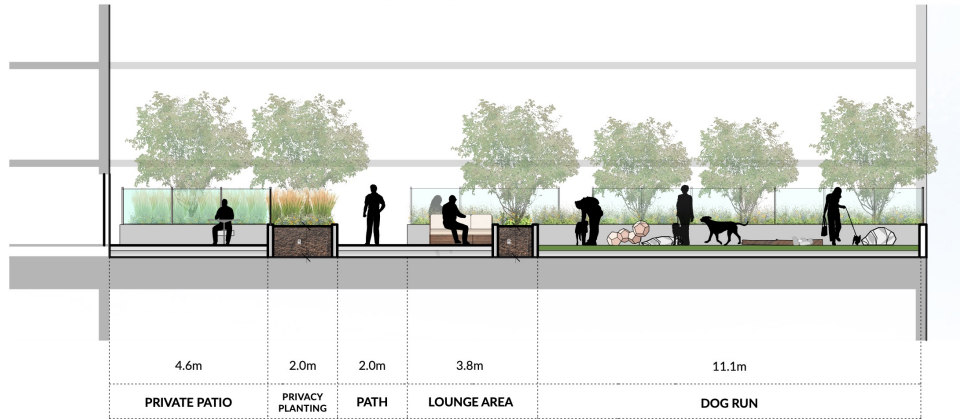 4.6m
2.0m
2.0m
3.8m
11.1m
PRIVATE PATIO
PRIVACY
PLANTING
PATH
LOUNGE AREA
DOG RUN